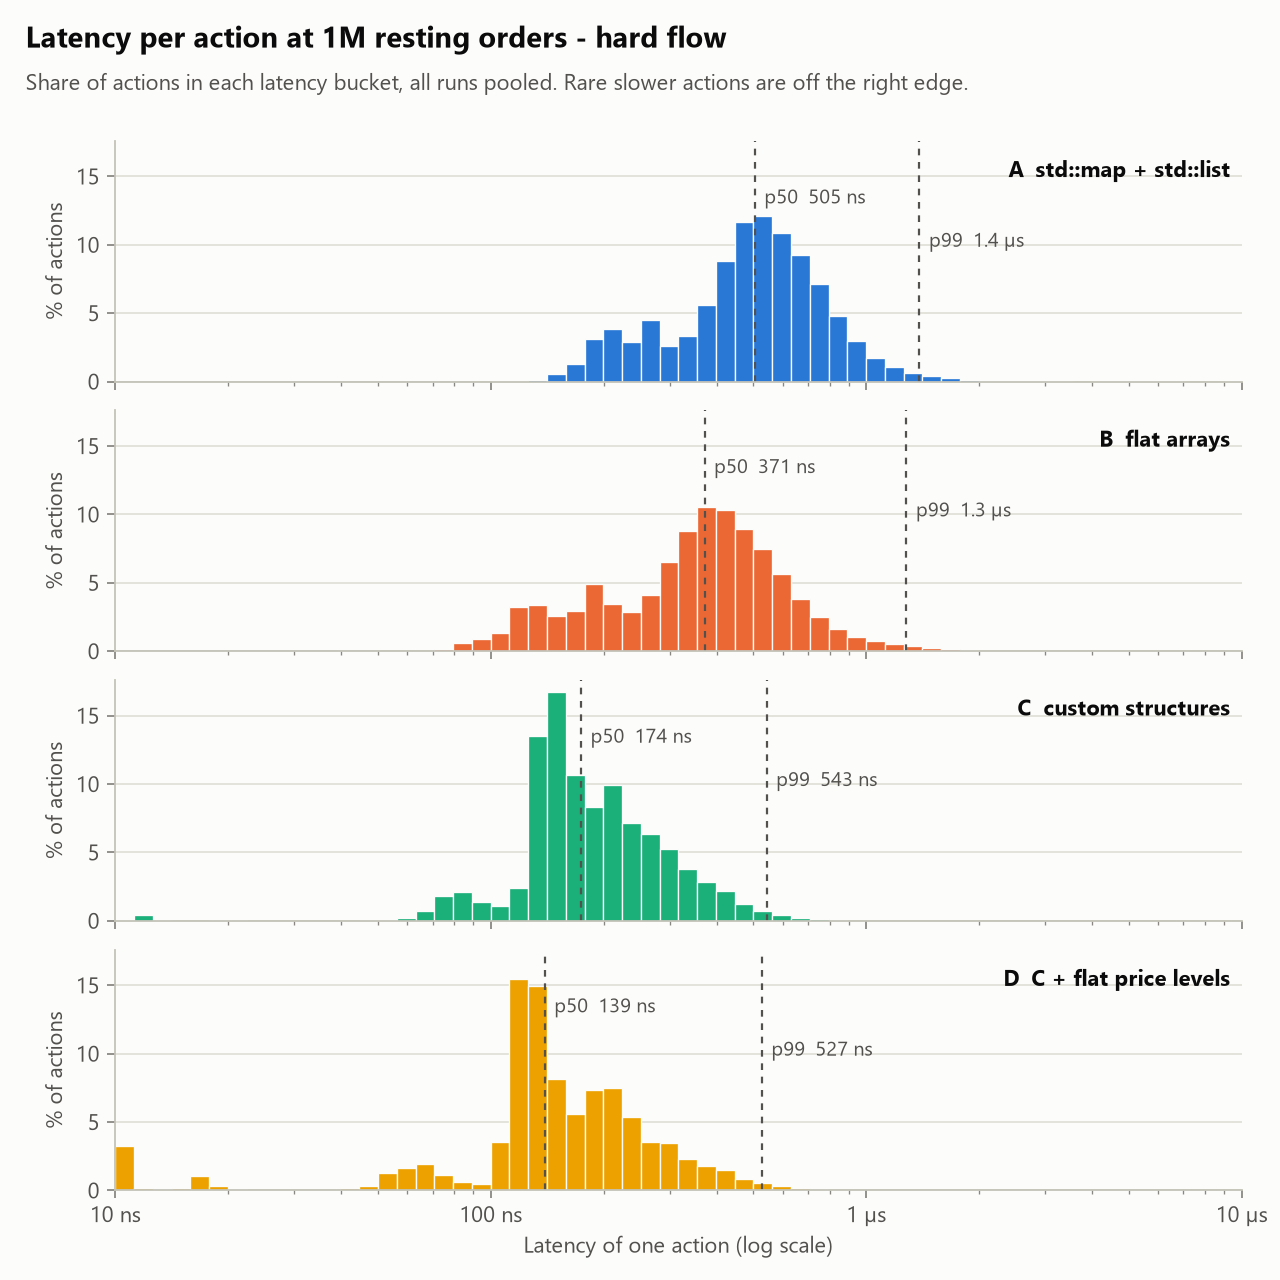 Latency per action at 1M resting orders - hard flow
Share of actions in each latency bucket, all runs pooled. Rare slower actions are off the right edge.
A std::map + std::list
p50 505 ns
p99 1.4 µs
% of actions
15
10
5
0
B flat arrays
p50 371 ns
p99 1.3 µs
% of actions
15
10
5
0
C custom structures
p50 174 ns
p99 543 ns
% of actions
15
10
5
0
D C + flat price levels
p50 139 ns
p99 527 ns
% of actions
15
10
5
0
10 ns 100 ns 1 µs 10 µs
Latency of one action (log scale)